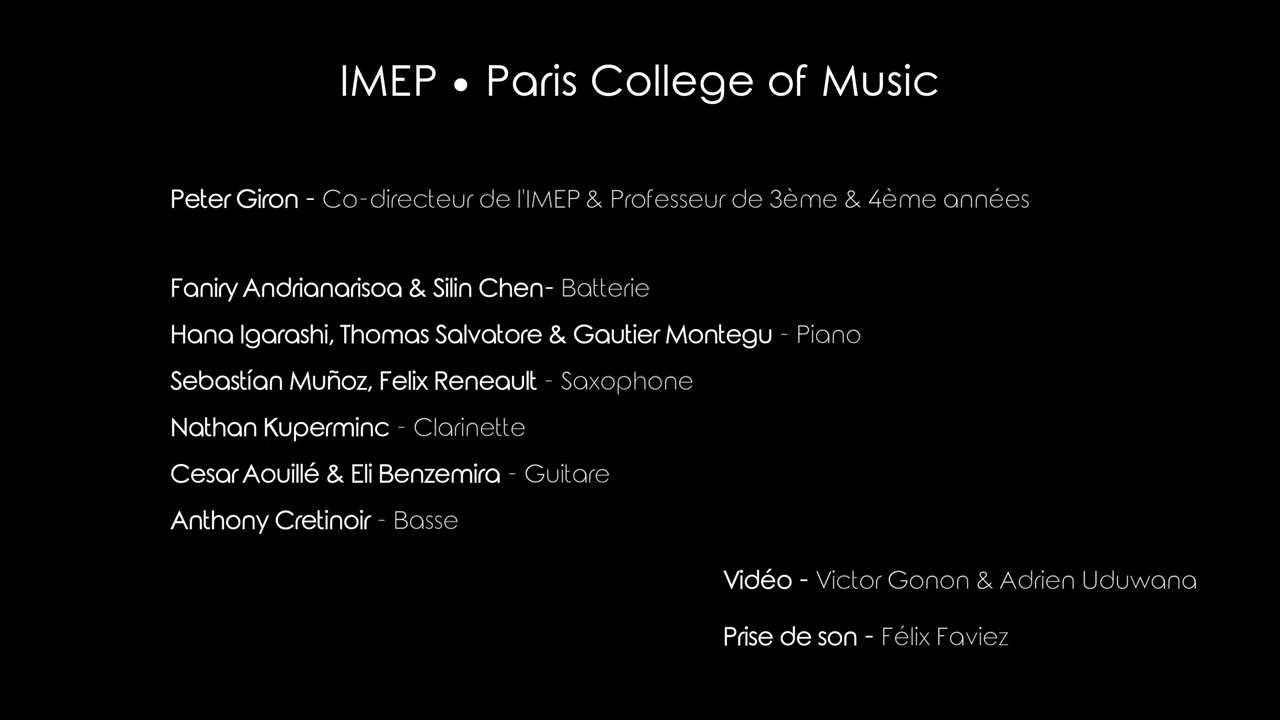 IMEP • Paris College of Music
Peter Giron - Co-directeur de l'IMEP & Professeur de 3ème & 4ème années
Faniry Andrianarisoa & Silin Chen- Batterie
Hana Igarashi, Thomas Salvatore & Gautier Montegu - Piano
Sebastían Muñoz, Felix Reneault - Saxophone
Nathan Kuperminc - Clarinette
Cesar Aouillé & Eli Benzemira - Guitare
Anthony Cretinoir - Basse
Vidéo - Victor Gonon & Adrien Uduwana
Prise de son - Félix Faviez